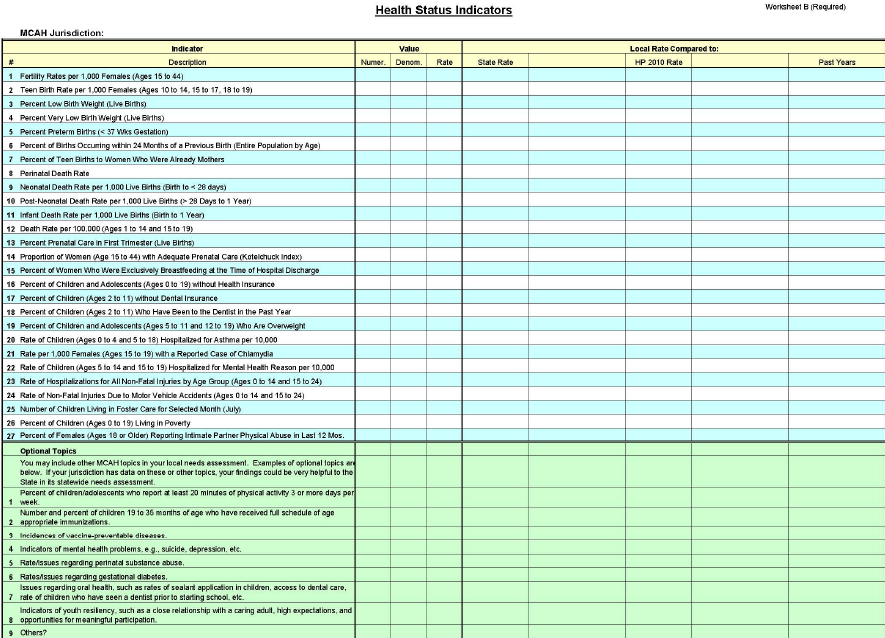 Health Status Indicators
Worksheet B (Required)
MCAH Jurisdiction:
Indicator Value Local Rate Compared to:
# Description Numer. Denom. Rate State Rate HP 2010 Rate Past Years
1 Fertility Rates per 1,000 Females (Ages 15 to 44)
2 Teen Birth Rate per 1,000 Females (Ages 10 to 14, 15 to 17, 18 to 19)
3 Percent Low Birth Weight (Live Births)
4 Percent Very Low Birth Weight (Live Births)
5 Percent Preterm Births (< 37 Wks Gestation)
6 Percent of Births Occurring within 24 Months of a Previous Birth (Entire Population by Age)
7 Percent of Teen Births to Women Who Were Already Mothers
8 Perinatal Death Rate
9 Neonatal Death Rate per 1,000 Live Births (Birth to < 28 days)
10 Post-Neonatal Death Rate per 1,000 Live Births (> 28 Days to 1 Year)
11 Infant Death Rate per 1,000 Live Births (Birth to 1 Year)
12 Death Rate per 100,000 (Ages 1 to 14 and 15 to 19)
13 Percent Prenatal Care in First Trimester (Live Births)
14 Proportion of Women (Age 15 to 44) with Adequate Prenatal Care (Kotelchuck Index)
15 Percent of Women Who Were Exclusively Breastfeeding at the Time of Hospital Discharge
16 Percent of Children and Adolescents (Ages 0 to 19) without Health Insurance
17 Percent of Children (Ages 2 to 11) without Dental Insurance
18 Percent of Children (Ages 2 to 11) Who Have Been to the Dentist in the Past Year
19 Percent of Children and Adolescents (Ages 5 to 11 and 12 to 19) Who Are Overweight
20 Rate of Children (Ages 0 to 4 and 5 to 18) Hospitalized for Asthma per 10,000
21 Rate per 1,000 Females (Ages 15 to 19) with a Reported Case of Chlamydia
22 Rate of Children (Ages 5 to 14 and 15 to 19) Hospitalized for Mental Health Reason per 10,000
23 Rate of Hospitalizations for All Non-Fatal Injuries by Age Group (Ages 0 to 14 and 15 to 24)
24 Rate of Non-Fatal Injuries Due to Motor Vehicle Accidents (Ages 0 to 14 and 15 to 24)
25 Number of Children Living in Foster Care for Selected Month (July)
26 Percent of Children (Ages 0 to 19) Living in Poverty
27 Percent of Females (Ages 18 or Older) Reporting Intimate Partner Physical Abuse in Last 12 Mos.
Optional Topics
You may include other MCAH topics in your local needs assessment. Examples of optional topics are
below. If your jurisdiction has data on these or other topics, your findings could be very helpful to the
State in its statewide needs assessment.
Percent of children/adolescents who report at least 20 minutes of physical activity 3 or more days per
1 week.
Number and percent of children 19 to 35 months of age who have received full schedule of age
2 appropriate immunizations.
3 Incidences of vaccine-preventable diseases.
4 Indicators of mental health problems, e.g., suicide, depression, etc.
5 Rate/Issues regarding perinatal substance abuse.
6 Rates/Issues regarding gestational diabetes.
Issues regarding oral health, such as rates of sealant application in children, access to dental care,
7 rate of children who have seen a dentist prior to starting school, etc.
Indicators of youth resiliency, such as a close relationship with a caring adult, high expectations, and
8 opportunities for meaningful participation.
9 Others?